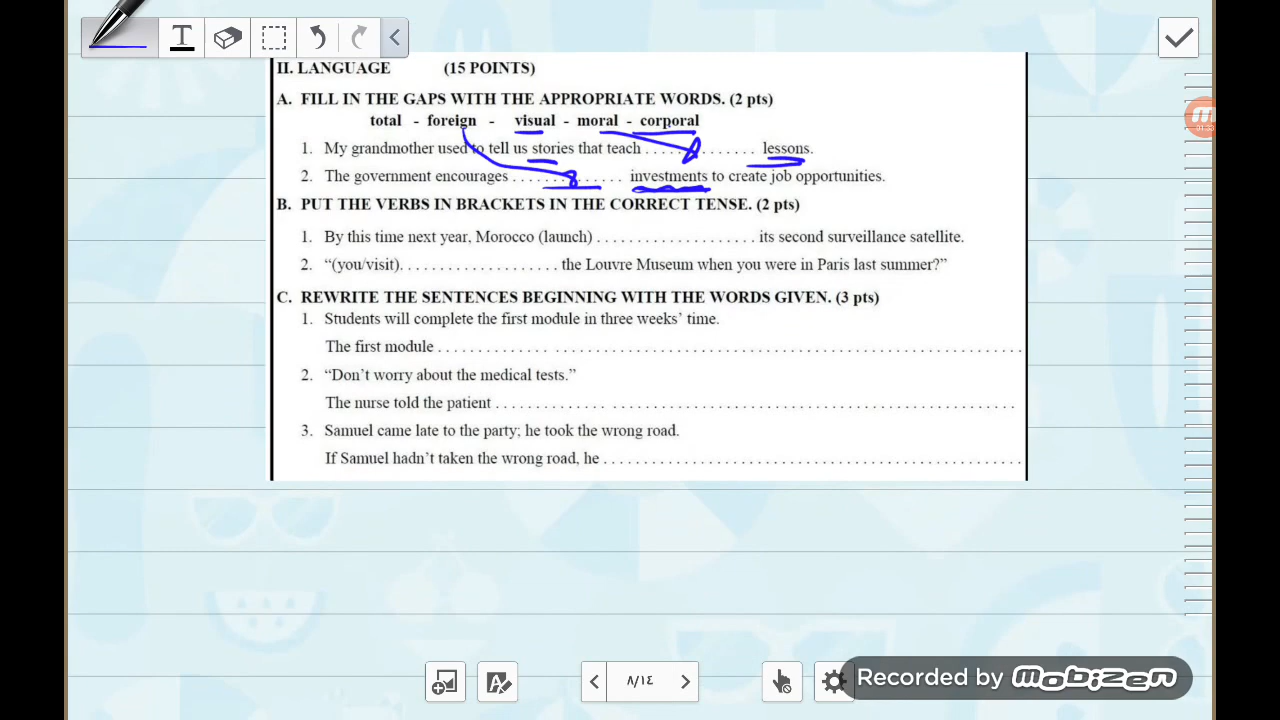 T
II. LANGUAGE (15 POINTS)
A. FILL IN THE GAPS WITH THE APPROPRIATE WORDS. (2 pts)
total - foreign - visual - moral - corporal
1. My grandmother used to tell us stories that teach . . . . . . . . . . . . lessons.
2. The government encourages . . . . . . . . . . . . investments to create job opportunities.
B. PUT THE VERBS IN BRACKETS IN THE CORRECT TENSE. (2 pts)
1. By this time next year, Morocco (launch) . . . . . . . . . . . . . . . . . . . its second surveillance satellite.
2. “(you/visit). . . . . . . . . . . . . . . . . . . the Louvre Museum when you were in Paris last summer?”
C. REWRITE THE SENTENCES BEGINNING WITH THE WORDS GIVEN. (3 pts)
1. Students will complete the first module in three weeks’ time.
The first module . . . . . . . . . . . . . . . . . . . . . . . . . . . . . . . . . . . . . . . . . . . . . . . . . .
2. “Don’t worry about the medical tests.”
The nurse told the patient . . . . . . . . . . . . . . . . . . . . . . . . . . . . . . . . . . . . . . . . . . . .
3. Samuel came late to the party; he took the wrong road.
If Samuel hadn’t taken the wrong road, he . . . . . . . . . . . . . . . . . . . . . . . . . . . . . . . . . . .
٨/١٤
Recorded by mobizen